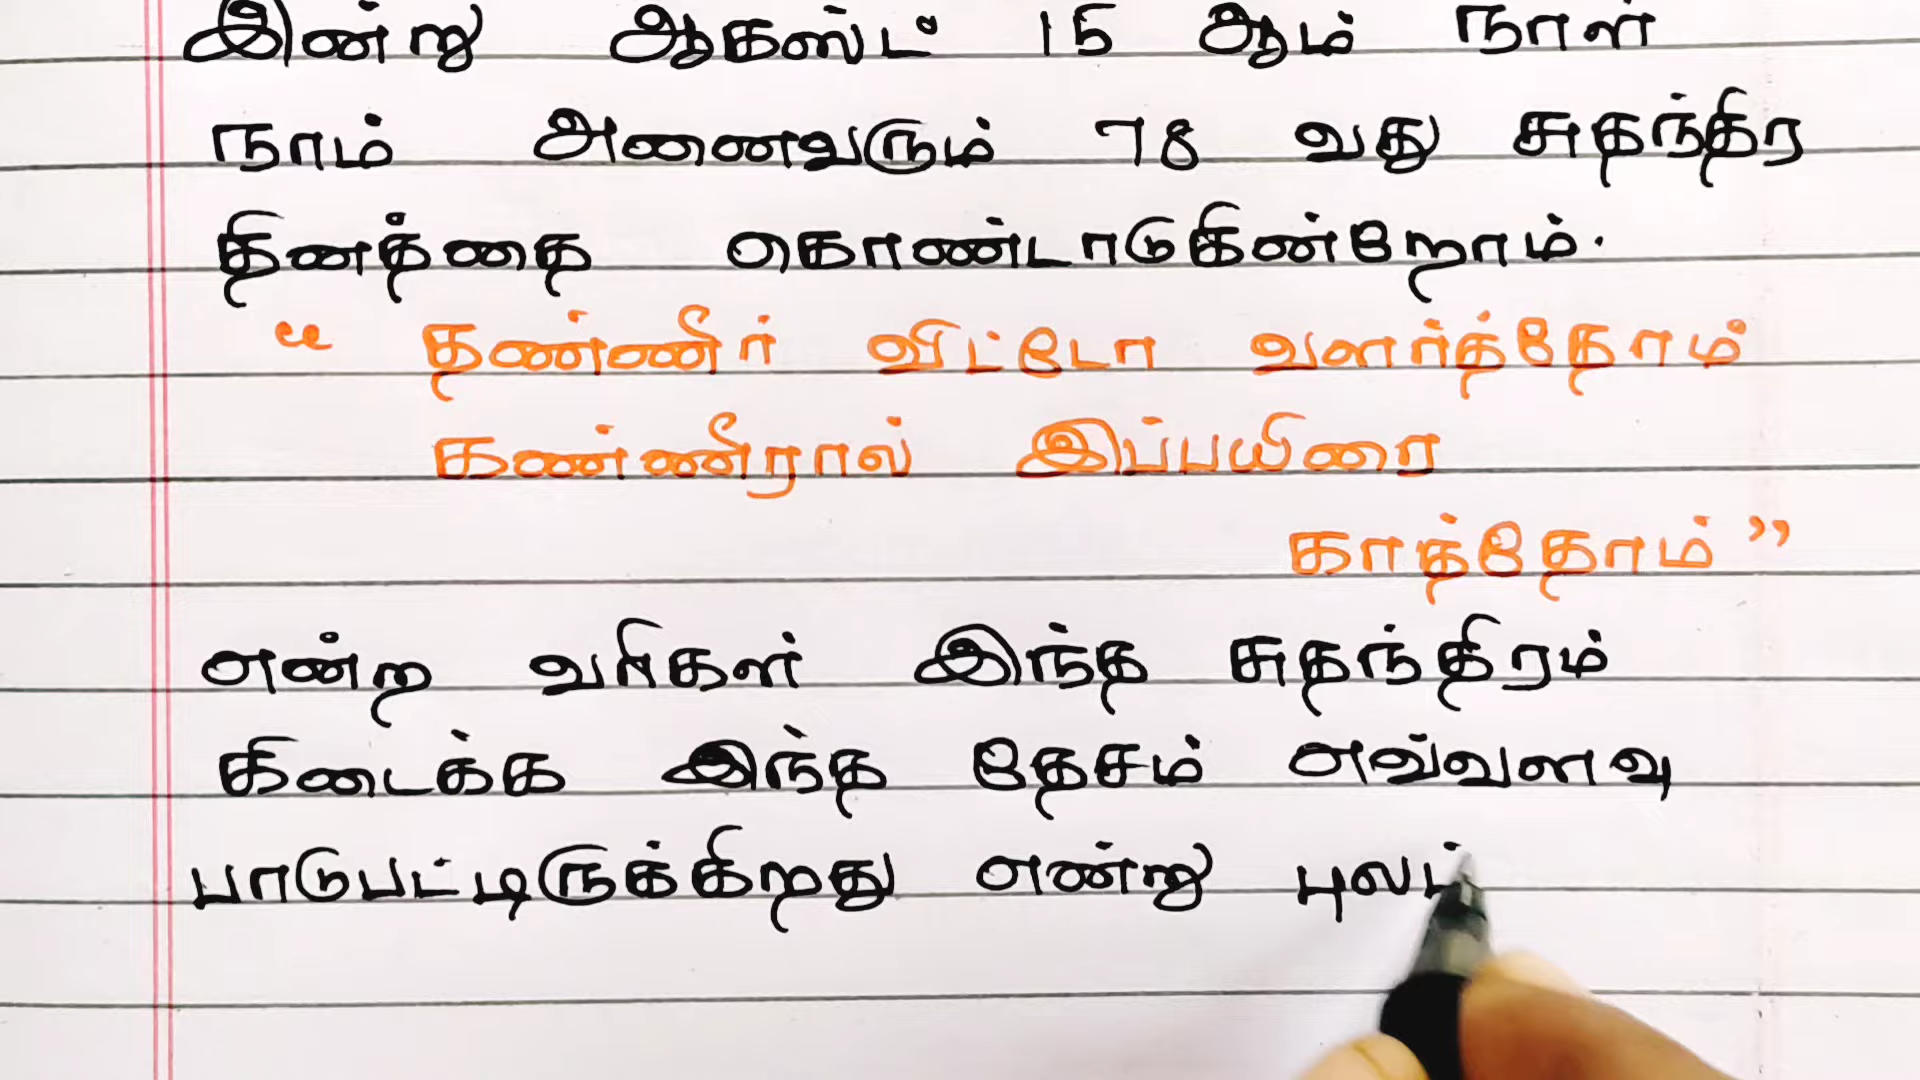 இன்று ஆகஸ்ட் 15 ஆம் நாள்
நாம் அனைவரும் 78 வது சுதந்திர
தினத்தை கொண்டாடுகின்றோம்.
“ தண்ணீர் விட்டோ வளர்த்தோம்
கண்ணீரால் இப்பயிரை
காத்தோம் ”
என்ற வரிகள் இந்த சுதந்திரம்
கிடைக்க இந்த தேசம் எவ்வளவு
பாடுபட்டிருக்கிறது என்று புலப்